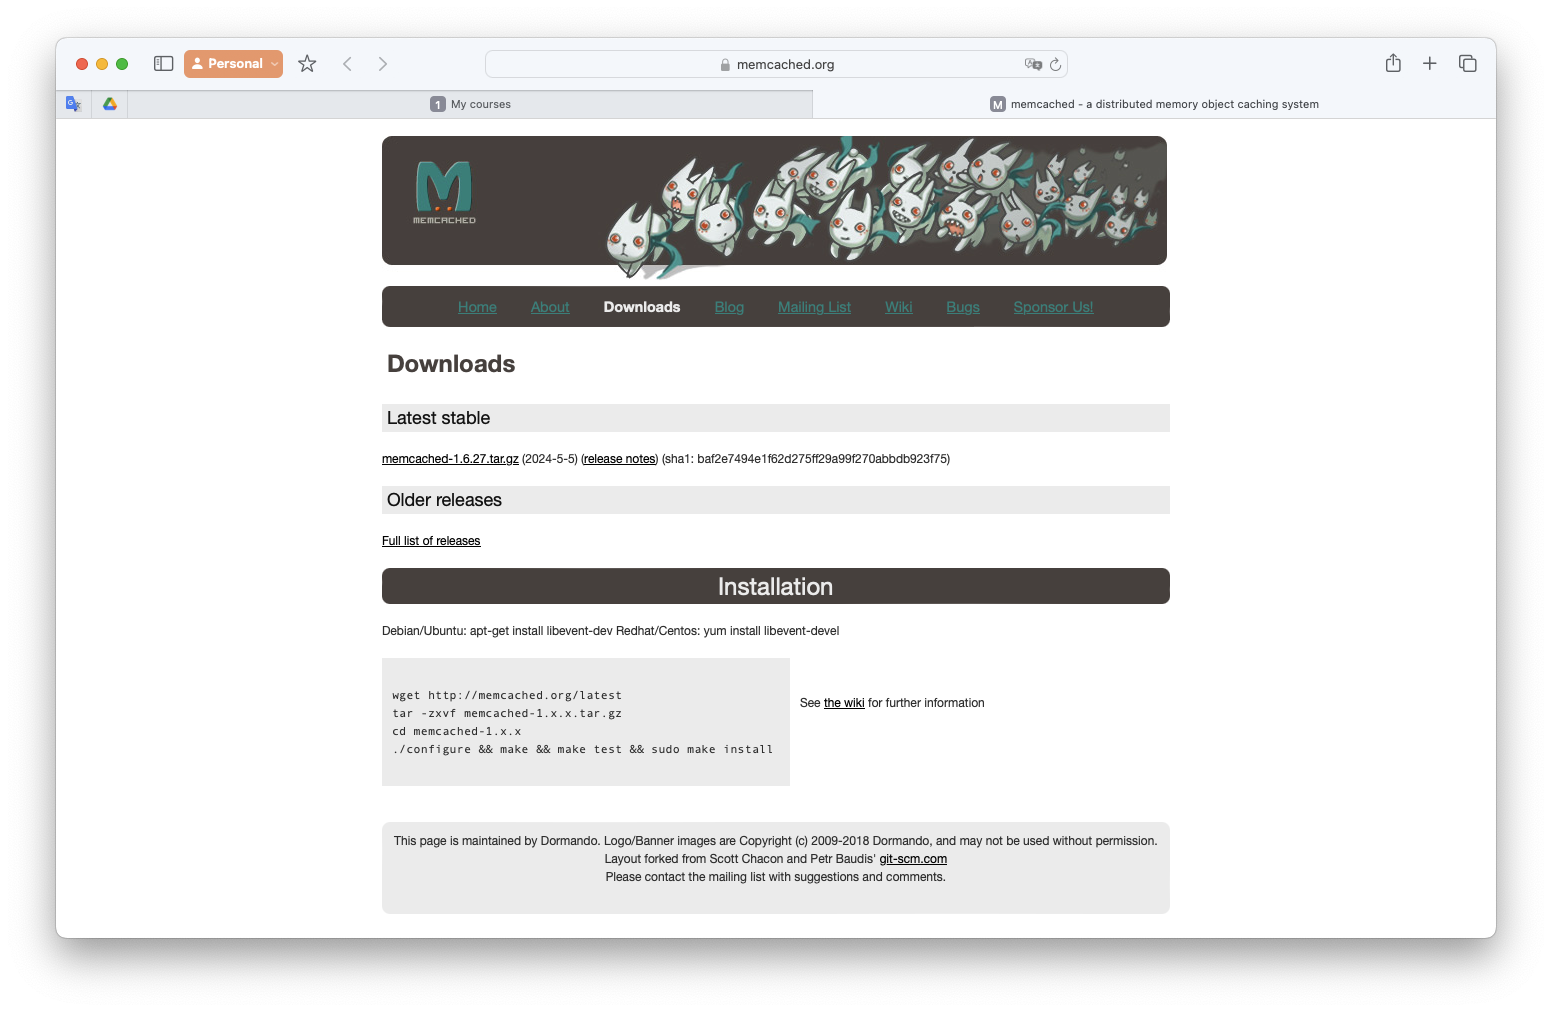 Personal
memcached.org
1 My courses
M memcached - a distributed memory object caching system
MEMCACHED
Home About Downloads Blog Mailing List Wiki Bugs Sponsor Us!
Downloads
Latest stable
memcached-1.6.27.tar.gz (2024-5-5) (release notes) (sha1: baf2e7494e1f62d275ff29a99f270abbdb923f75)
Older releases
Full list of releases
Installation
Debian/Ubuntu: apt-get install libevent-dev Redhat/Centos: yum install libevent-devel
wget http://memcached.org/latest
tar -zxvf memcached-1.x.x.tar.gz
cd memcached-1.x.x
./configure && make && make test && sudo make install
See the wiki for further information
This page is maintained by Dormando. Logo/Banner images are Copyright (c) 2009-2018 Dormando, and may not be used without permission.
Layout forked from Scott Chacon and Petr Baudis' git-scm.com
Please contact the mailing list with suggestions and comments.